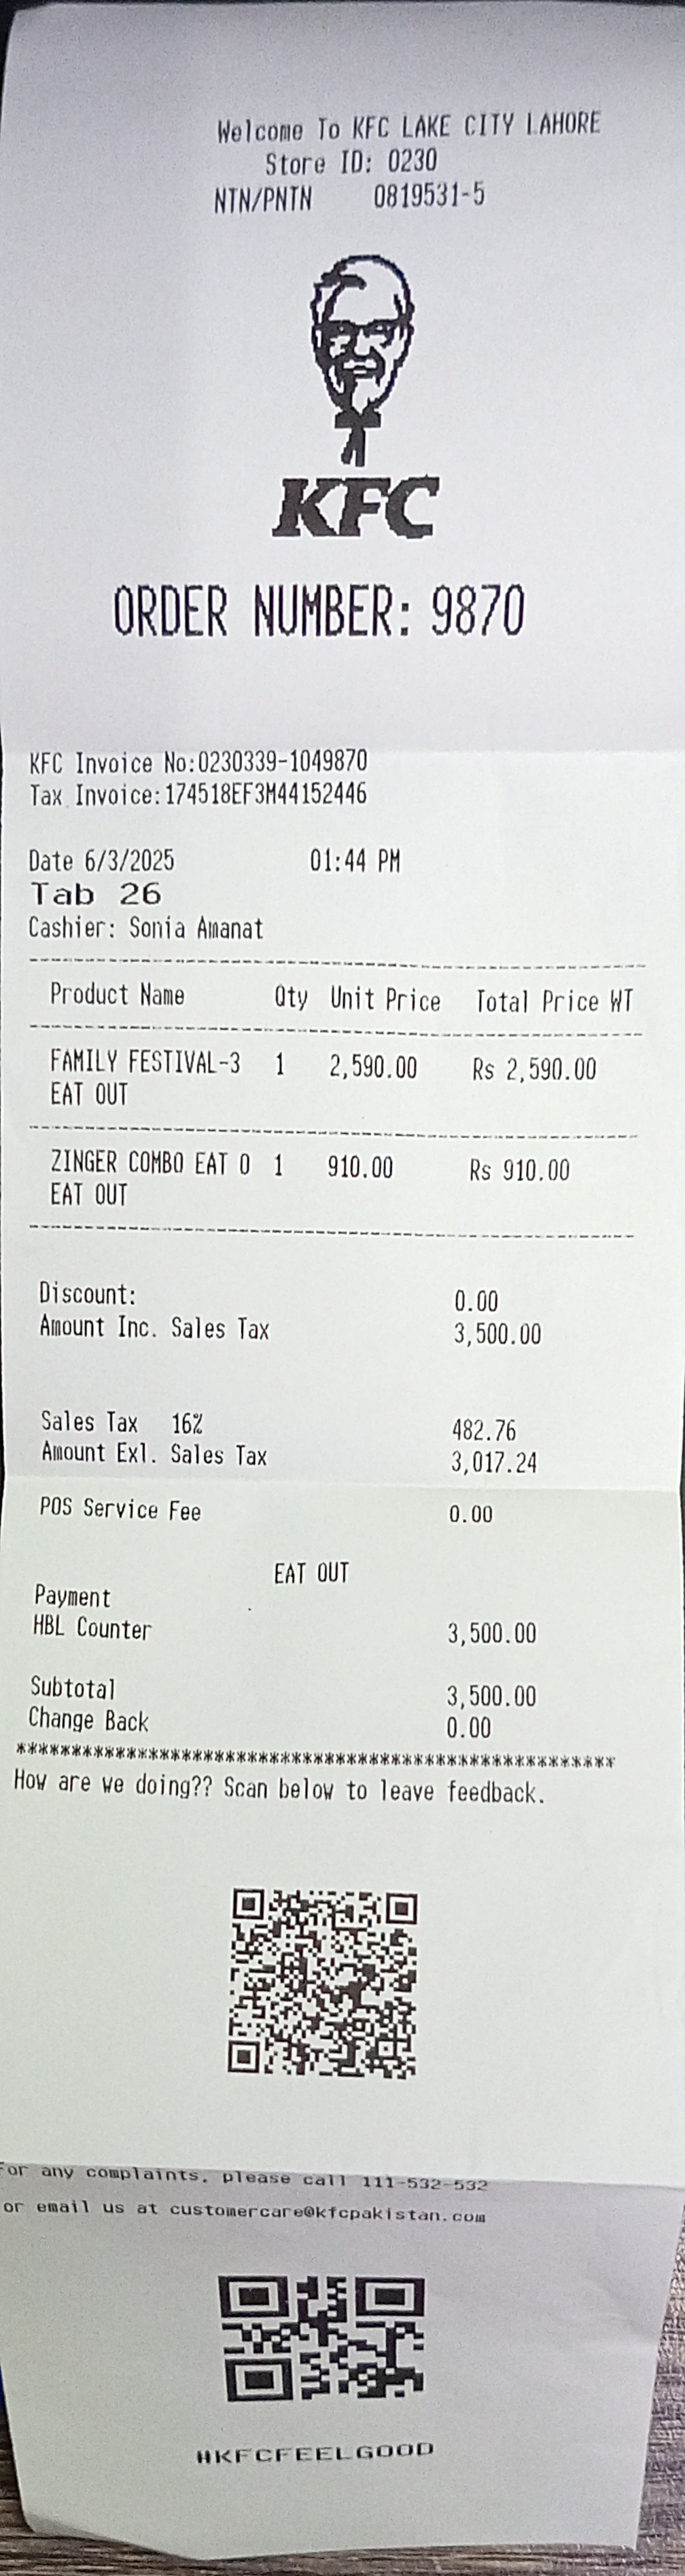 Welcome To KFC LAKE CITY LAHORE
Store ID: 0230
NTN/PNTN 0819531-5
KFC
ORDER NUMBER: 9870
KFC Invoice No:0230339-1049870
Tax Invoice:174518EF3M44152446
Date 6/3/2025 01:44 PM
Tab 26
Cashier: Sonia Amanat
Product Name Qty Unit Price Total Price WT
FAMILY FESTIVAL-3 1 2,590.00 Rs 2,590.00
EAT OUT
ZINGER COMBO EAT O 1 910.00 Rs 910.00
EAT OUT
Discount: 0.00
Amount Inc. Sales Tax 3,500.00
Sales Tax 16% 482.76
Amount Exl. Sales Tax 3,017.24
POS Service Fee 0.00
EAT OUT
Payment
HBL Counter 3,500.00
Subtotal 3,500.00
Change Back 0.00
How are we doing?? Scan below to leave feedback.
For any complaints, please call 111-532-532
or email us at customercare@kfcpakistan.com
#KFCFEELGOOD